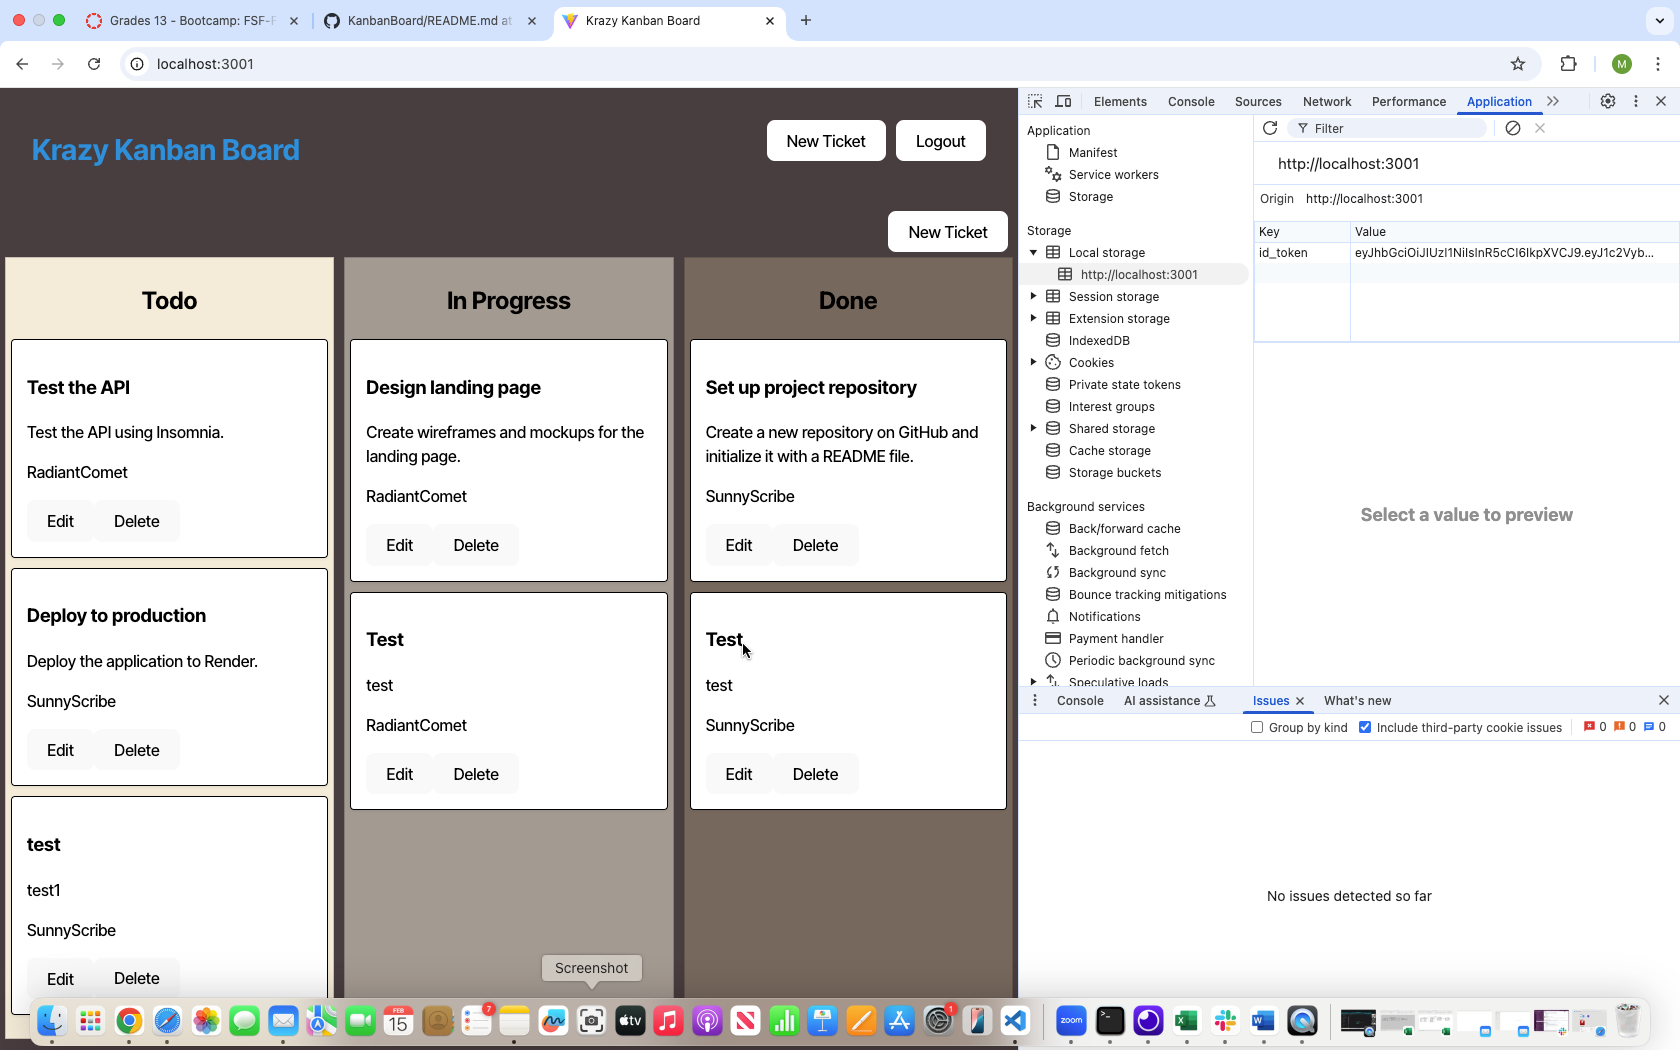 Grades 13 - Bootcamp: FSF-F
KanbanBoard/README.md at
Krazy Kanban Board
localhost:3001
M
Krazy Kanban Board
New Ticket
Logout
New Ticket
Todo
Test the API
Test the API using Insomnia.
RadiantComet
Edit
Delete
Deploy to production
Deploy the application to Render.
SunnyScribe
Edit
Delete
test
test1
SunnyScribe
Edit
Delete
In Progress
Design landing page
Create wireframes and mockups for the
landing page.
RadiantComet
Edit
Delete
Test
test
RadiantComet
Edit
Delete
Done
Set up project repository
Create a new repository on GitHub and
initialize it with a README file.
SunnyScribe
Edit
Delete
Test
test
SunnyScribe
Edit
Delete
Elements
Console
Sources
Network
Performance
Application
Application
Manifest
Service workers
Storage
Storage
Local storage
http://localhost:3001
Session storage
Extension storage
IndexedDB
Cookies
Private state tokens
Interest groups
Shared storage
Cache storage
Storage buckets
Background services
Back/forward cache
Background fetch
Background sync
Bounce tracking mitigations
Notifications
Payment handler
Periodic background sync
Speculative loads
Filter
http://localhost:3001
Origin http://localhost:3001
Key Value
id_token eyJhbGciOiJIUzI1NiIsInR5cCI6IkpXVCJ9.eyJ1c2Vyb...
Select a value to preview
Console
AI assistance
Issues
What's new
Group by kind
Include third-party cookie issues
0 0 0
No issues detected so far
Screenshot
FEB
15
7
tv
1
zoom